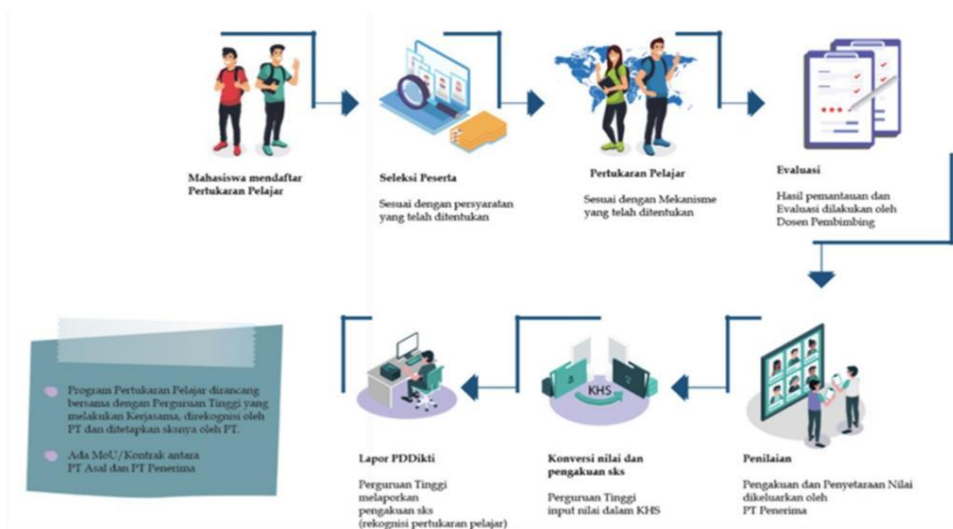 Mahasiswa mendaftar
Pertukaran Pelajar
Seleksi Peserta
Sesuai dengan persyaratan
yang telah ditentukan
Pertukaran Pelajar
Sesuai dengan Mekanisme
yang telah ditentukan
Evaluasi
Hasil pemantauan dan
Evaluasi dilakukan oleh
Dosen Pembimbing
Penilaian
Pengakuan dan Penyetaraan Nilai
dikeluarkan oleh
PT Penerima
KHS
Konversi nilai dan
pengakuan sks
Perguruan Tinggi
input nilai dalam KHS
Lapor PDDikti
Perguruan Tinggi
melaporkan
pengakuan sks
(rekognisi pertukaran pelajar)
Program Pertukaran Pelajar dirancang
bersama dengan Perguruan Tinggi yang
melakukan Kerjasama, direkognisi oleh
PT dan ditetapkan sksnya oleh PT.
Ada MoU/Kontrak antara
PT Asal dan PT Penerima